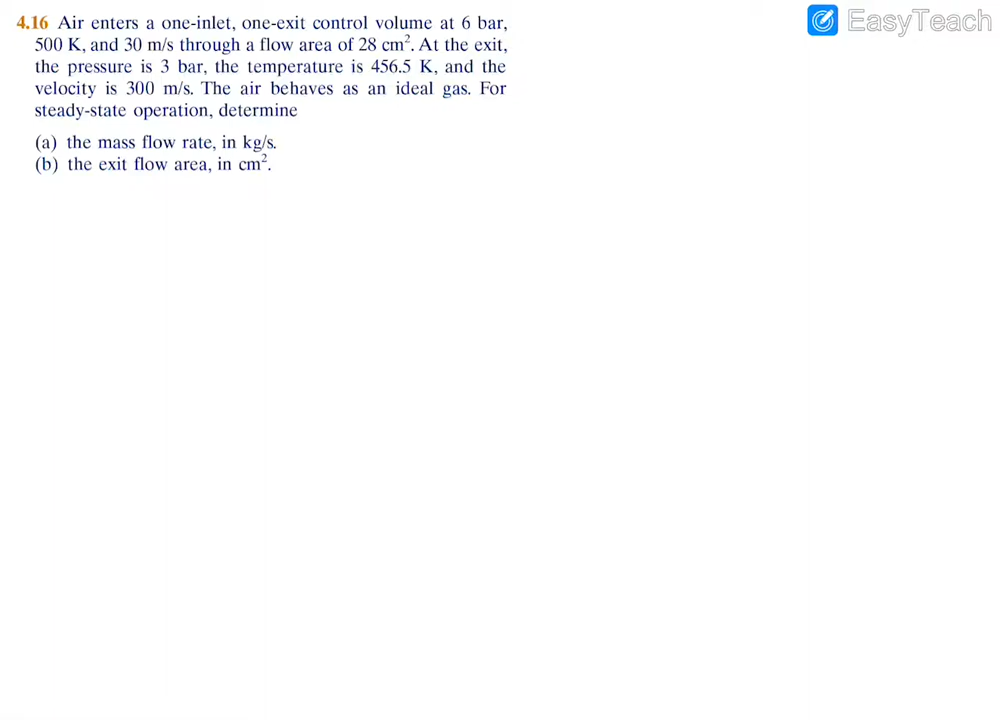 4.16 Air enters a one-inlet, one-exit control volume at 6 bar,
500 K, and 30 m/s through a flow area of 28 cm². At the exit,
the pressure is 3 bar, the temperature is 456.5 K, and the
velocity is 300 m/s. The air behaves as an ideal gas. For
steady-state operation, determine
(a) the mass flow rate, in kg/s.
(b) the exit flow area, in cm².
EasyTeach